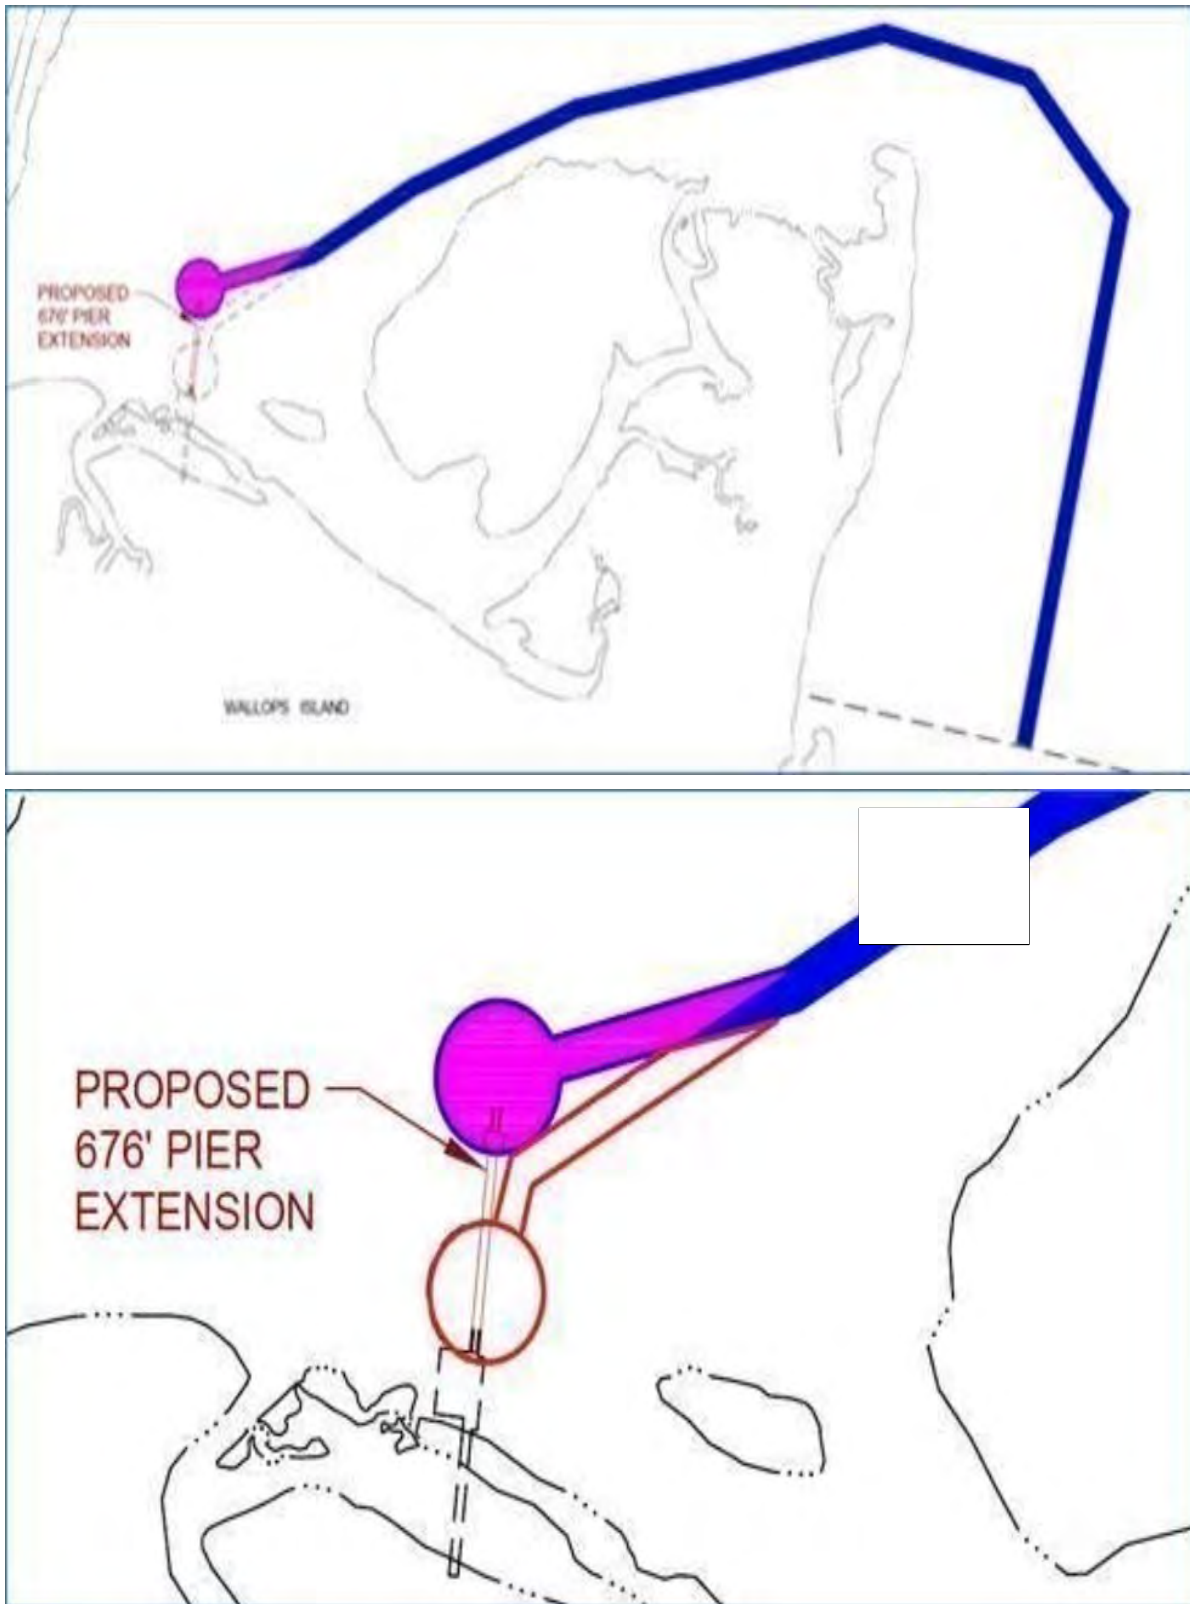 PROPOSED
676' PIER
EXTENSION
WALLOPS ISLAND
PROPOSED
676' PIER
EXTENSION